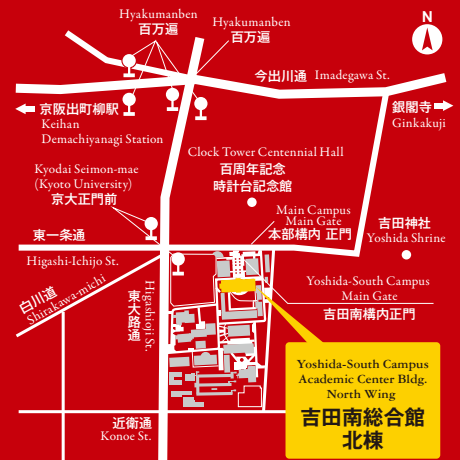 Hyakumanben
百万遍
Hyakumanben
百万遍
N
今出川通 Imadegawa St.
京阪出町柳駅
Keihan
Demachiyanagi Station
銀閣寺
Ginkakuji
Clock Tower Centennial Hall
百周年記念
時計台記念館
Kyodai Seimon-mae
(Kyoto University)
京大正門前
Main Campus
Main Gate
本部構内 正門
吉田神社
Yoshida Shrine
東一条通
Higashi-Ichijo St.
白川道
Shirakawa-michi
東大路通
Higashioji St.
Yoshida-South Campus
Main Gate
吉田南構内正門
Yoshida-South Campus
Academic Center Bldg.
North Wing
吉田南総合館
北棟
近衛通
Konoe St.